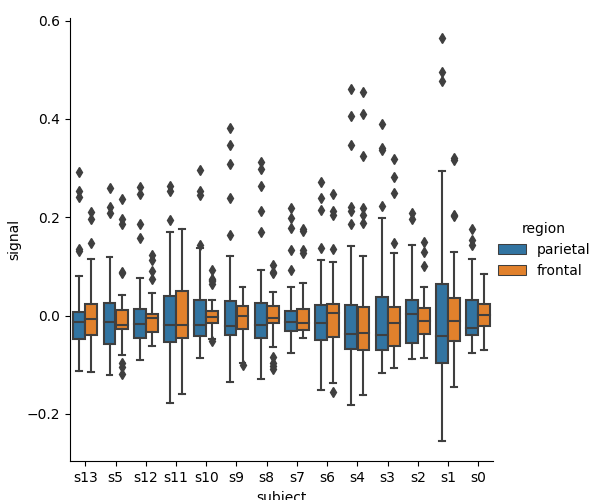 0.6
0.4
0.2
0.0
−0.2
signal
s13 s5 s12 s11 s10 s9 s8 s7 s6 s4 s3 s2 s1 s0
subject
region
parietal
frontal